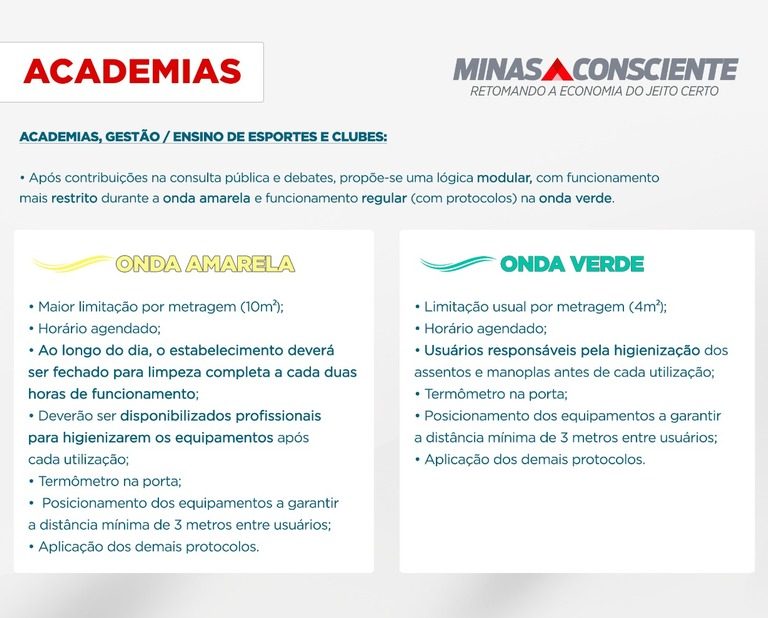 ACADEMIAS
MINAS CONSCIENTE
RETOMANDO A ECONOMIA DO JEITO CERTO
ACADEMIAS, GESTÃO / ENSINO DE ESPORTES E CLUBES:
• Após contribuições na consulta pública e debates, propõe-se uma lógica modular, com funcionamento
mais restrito durante a onda amarela e funcionamento regular (com protocolos) na onda verde.
ONDA AMARELA
• Maior limitação por metragem (10m²);
• Horário agendado;
• Ao longo do dia, o estabelecimento deverá
ser fechado para limpeza completa a cada duas
horas de funcionamento;
• Deverão ser disponibilizados profissionais
para higienizarem os equipamentos após
cada utilização;
• Termômetro na porta;
• Posicionamento dos equipamentos a garantir
a distância mínima de 3 metros entre usuários;
• Aplicação dos demais protocolos.
ONDA VERDE
• Limitação usual por metragem (4m²);
• Horário agendado;
• Usuários responsáveis pela higienização dos
assentos e manoplas antes de cada utilização;
• Termômetro na porta;
• Posicionamento dos equipamentos a garantir
a distância mínima de 3 metros entre usuários;
• Aplicação dos demais protocolos.